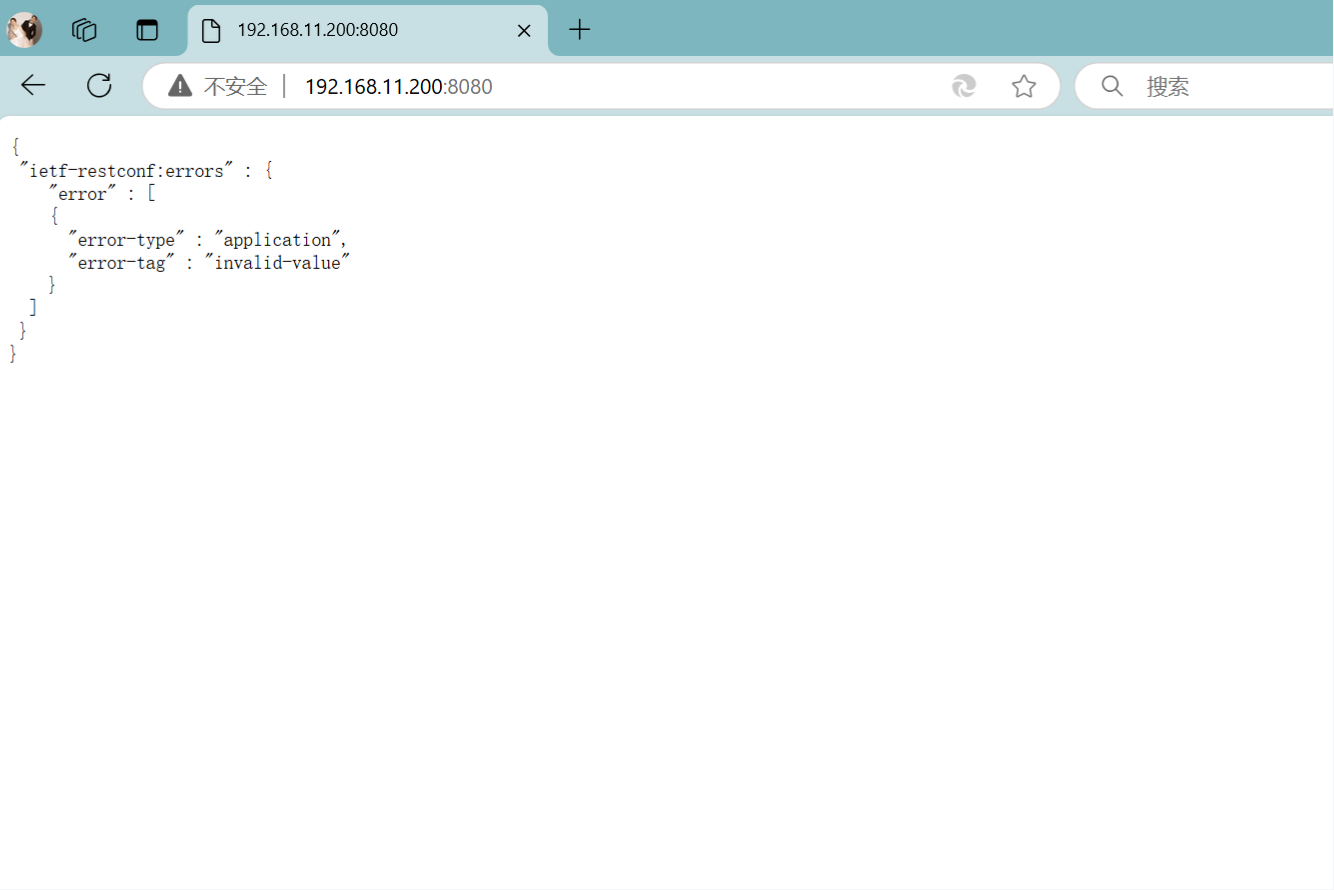 192.168.11.200:8080
不安全 | 192.168.11.200:8080
搜索
{
"ietf-restconf:errors" : {
"error" : [
{
"error-type" : "application",
"error-tag" : "invalid-value"
}
]
}
}